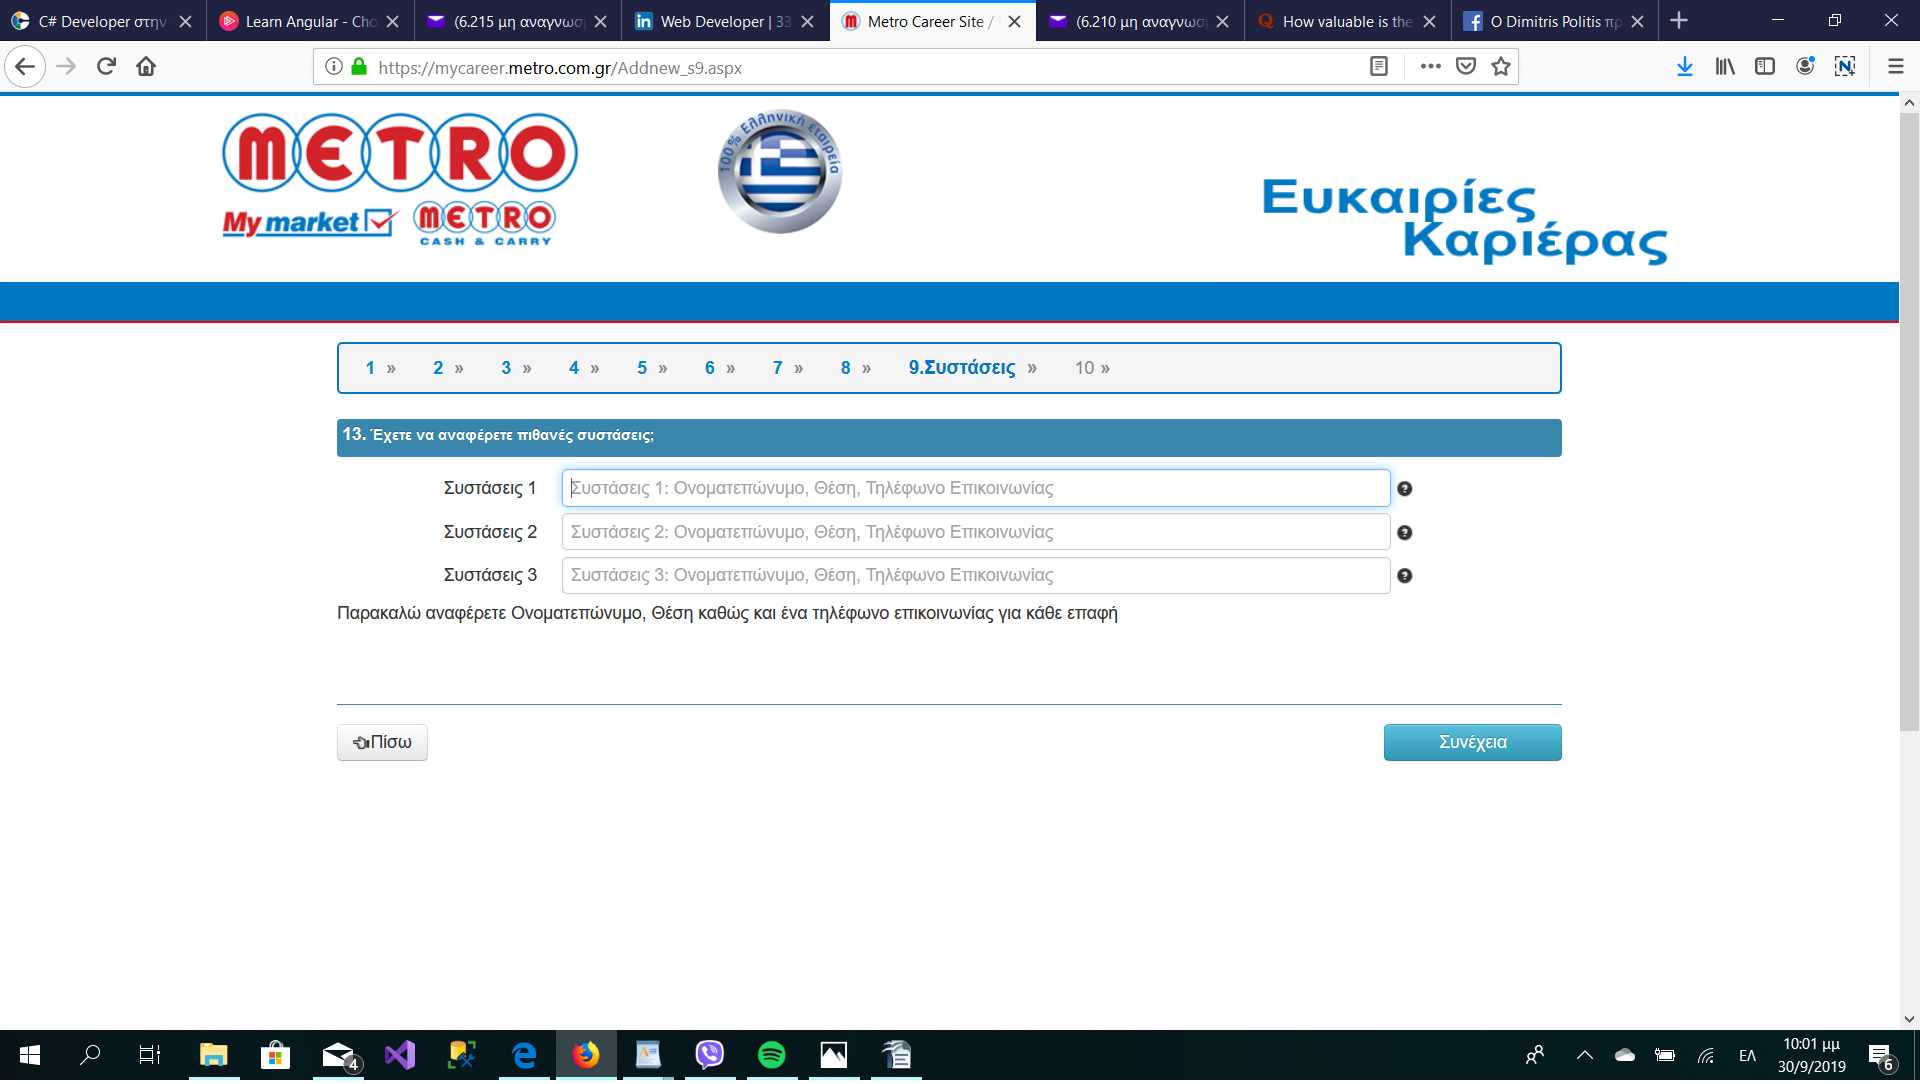 C# Developer στην
Learn Angular - Cho
(6.215 μη αναγνωσ
Web Developer | 33
Metro Career Site /
(6.210 μη αναγνωσ
How valuable is the
Ο Dimitris Politis πρ
https://mycareer.metro.com.gr/Addnew_s9.aspx
METRO
My market
METRO
CASH & CARRY
100% Ελληνική εταιρεία
Ευκαιρίες
Καριέρας
1 » 2 » 3 » 4 » 5 » 6 » 7 » 8 » 9.Συστάσεις » 10 »
13. Έχετε να αναφέρετε πιθανές συστάσεις;
Συστάσεις 1 Συστάσεις 1: Ονοματεπώνυμο, Θέση, Τηλέφωνο Επικοινωνίας
Συστάσεις 2 Συστάσεις 2: Ονοματεπώνυμο, Θέση, Τηλέφωνο Επικοινωνίας
Συστάσεις 3 Συστάσεις 3: Ονοματεπώνυμο, Θέση, Τηλέφωνο Επικοινωνίας
Παρακαλώ αναφέρετε Ονοματεπώνυμο, Θέση καθώς και ένα τηλέφωνο επικοινωνίας για κάθε επαφή
Πίσω
Συνέχεια
4
ΕΛ
10:01 μμ
30/9/2019
6